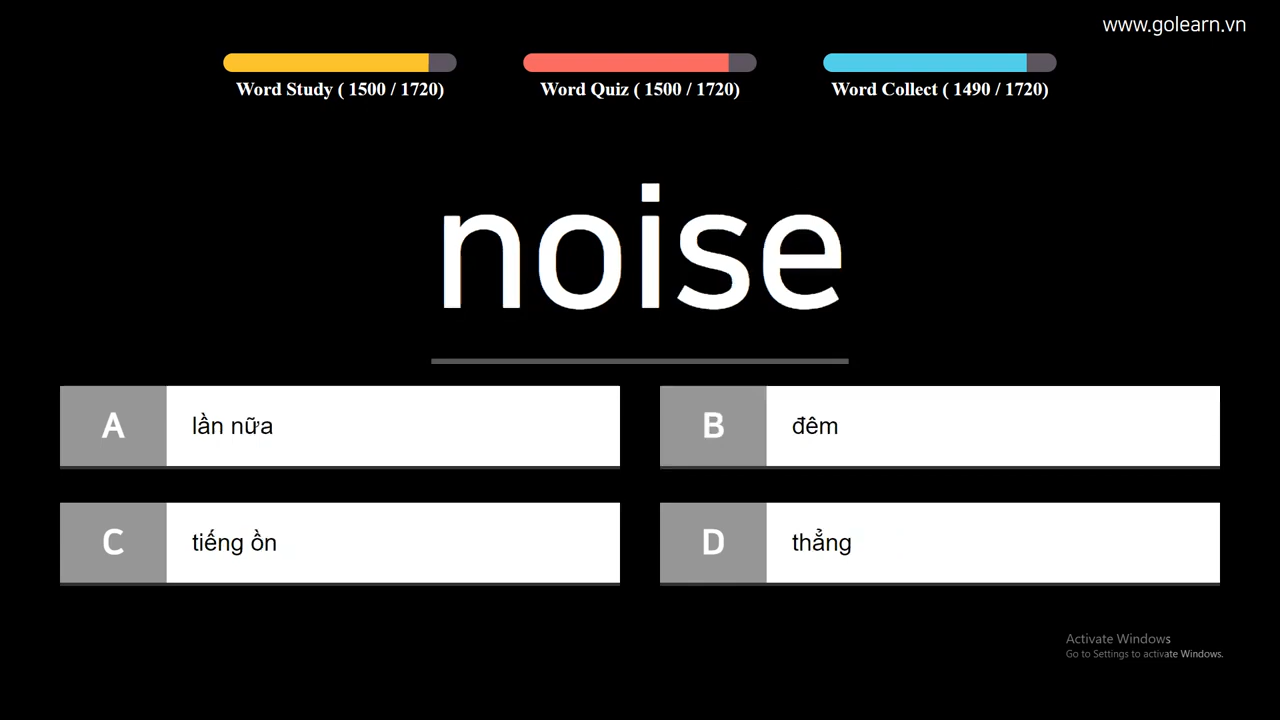 www.golearn.vn
Word Study ( 1500 / 1720)
Word Quiz ( 1500 / 1720)
Word Collect ( 1490 / 1720)
noise
A lần nữa
B đêm
C tiếng ồn
D thẳng
Activate Windows
Go to Settings to activate Windows.